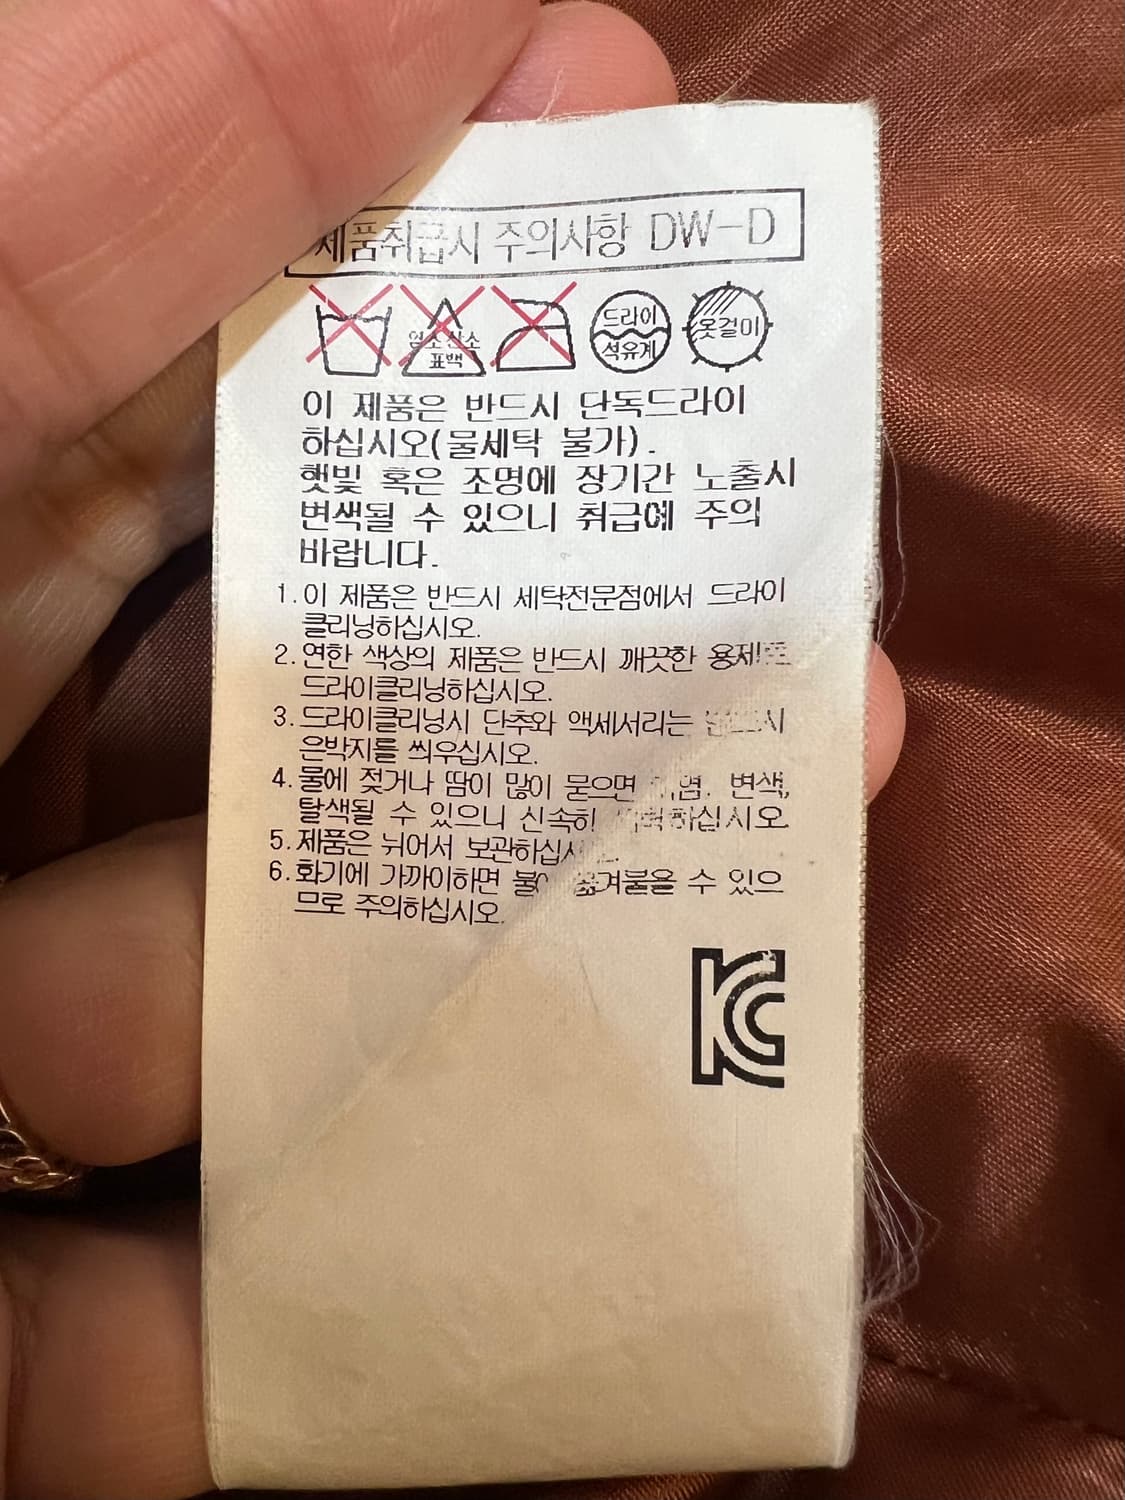 제품취급시 주의사항 DW-D
염소 산소
표백
드라이
석유계
옷걸이
이 제품은 반드시 단독드라이
하십시오(물세탁 불가).
햇빛 혹은 조명에 장기간 노출시
변색될 수 있으니 취급에 주의
바랍니다.
1.이 제품은 반드시 세탁전문점에서 드라이
클리닝하십시오.
2.연한 색상의 제품은 반드시 깨끗한 용제로
드라이클리닝하십시오.
3.드라이클리닝시 단추와 액세서리는 반드시
은박지를 씌우십시오.
4.물에 젖거나 땀이 많이 묻으면 변색,
탈색될 수 있으니 신속히 세탁하십시오
5.제품은 뉘어서 보관하십시오.
6.화기에 가까이하면 불이 옮겨붙을 수 있으
므로 주의하십시오.
KC